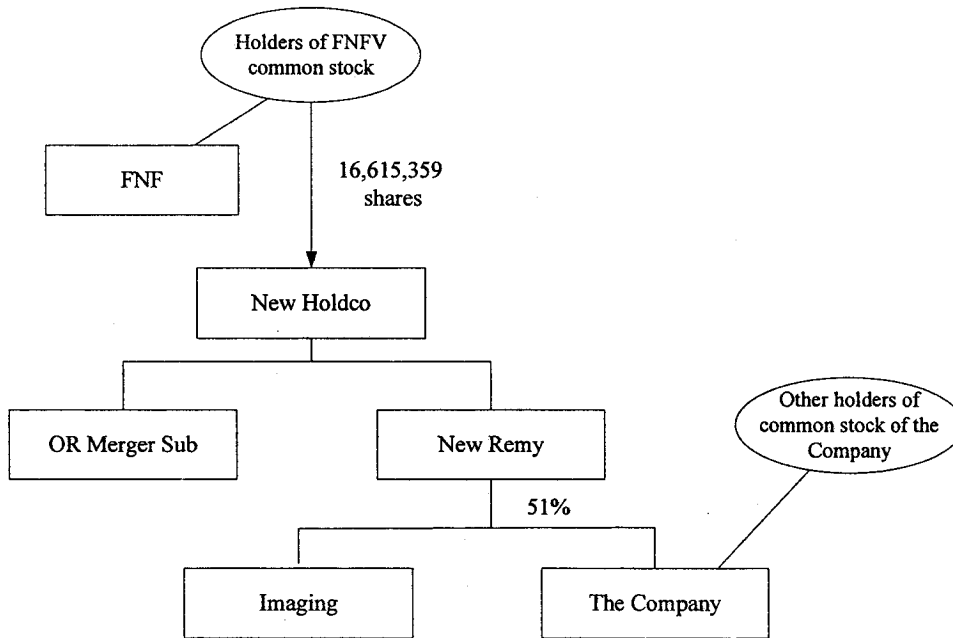 Holders of FNFV
common stock
FNF
16,615,359
shares
New Holdco
OR Merger Sub
New Remy
Other holders of
common stock of the
Company
51%
Imaging
The Company